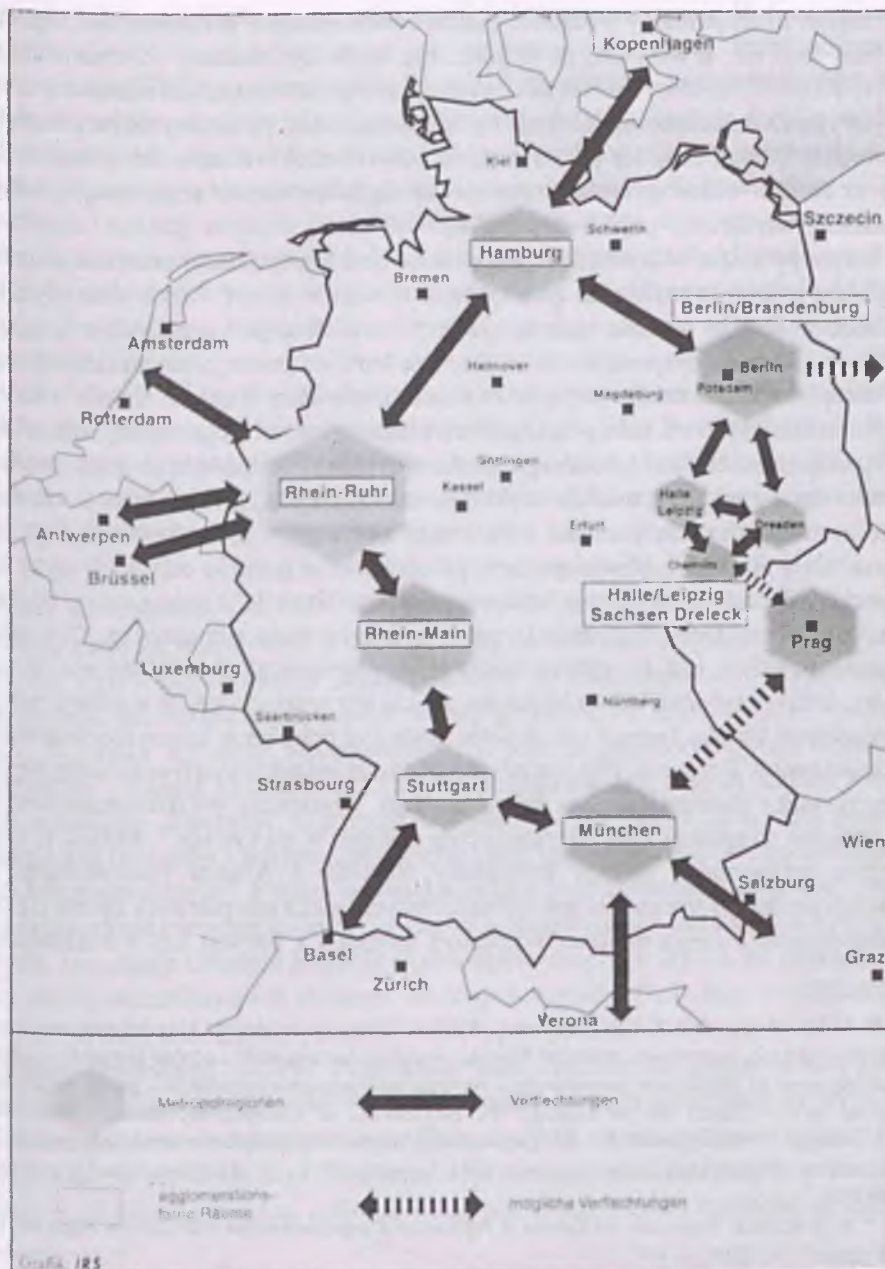 Kopenhagen
Kiel
Szczecin
Schwerin
Hamburg
Bremen
Berlin/Brandenburg
Amsterdam
Berlin
Hannover
Potsdam
Magdeburg
Rotterdam
Göttingen
Rhein-Ruhr
Kassel
Halle
Leipzig
Antwerpen
Erfurt
Dresden
Brüssel
Chemnitz
Halle/Leipzig
Sachsen Dreieck
Rhein-Main
Prag
Luxemburg
Nürnberg
Saarbrücken
Strasbourg
Stuttgart
München
Wien
Salzburg
Basel
Graz
Zürich
Verona
Metropolregionen
Verflechtungen
agglomerations-
ferne Räume
mögliche Verflechtungen
Grafik IRS